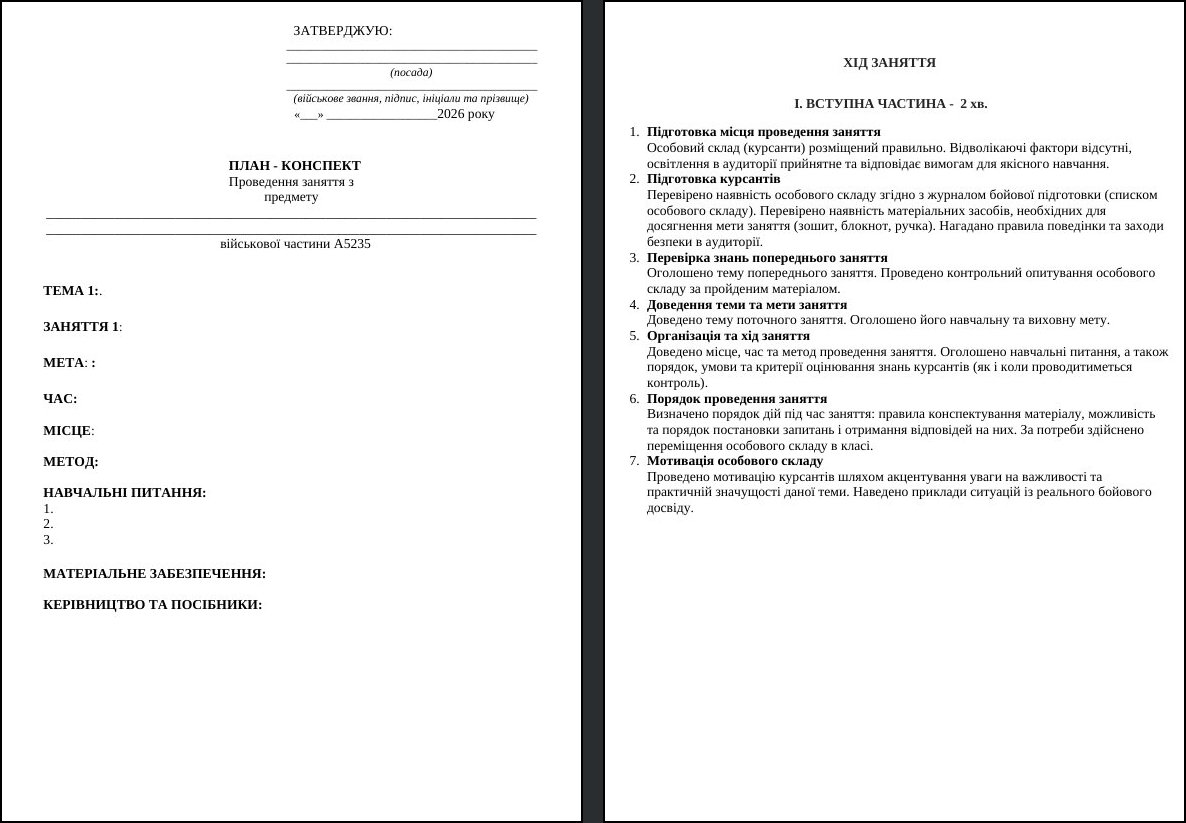 ЗАТВЕРДЖУЮ:
______________________________________
______________________________________
(посада)
______________________________________
(військове звання, підпис, ініціали та прізвище)
«___» _________________2026 року
ПЛАН - КОНСПЕКТ
Проведення заняття з
предмету
___________________________________________________________________________
___________________________________________________________________________
військової частини А5235
ТЕМА 1:.
ЗАНЯТТЯ 1:
МЕТА: :
ЧАС:
МІСЦЕ:
МЕТОД:
НАВЧАЛЬНІ ПИТАННЯ:
1.
2.
3.
МАТЕРІАЛЬНЕ ЗАБЕЗПЕЧЕННЯ:
КЕРІВНИЦТВО ТА ПОСІБНИКИ:
ХІД ЗАНЯТТЯ
І. ВСТУПНА ЧАСТИНА - 2 хв.
1. Підготовка місця проведення заняття
Особовий склад (курсанти) розміщений правильно. Відволікаючі фактори відсутні,
освітлення в аудиторії прийнятне та відповідає вимогам для якісного навчання.
2. Підготовка курсантів
Перевірено наявність особового складу згідно з журналом бойової підготовки (списком
особового складу). Перевірено наявність матеріальних засобів, необхідних для
досягнення мети заняття (зошит, блокнот, ручка). Нагадано правила поведінки та заходи
безпеки в аудиторії.
3. Перевірка знань попереднього заняття
Оголошено тему попереднього заняття. Проведено контрольний опитування особового
складу за пройденим матеріалом.
4. Доведення теми та мети заняття
Доведено тему поточного заняття. Оголошено його навчальну та виховну мету.
5. Організація та хід заняття
Доведено місце, час та метод проведення заняття. Оголошено навчальні питання, а також
порядок, умови та критерії оцінювання знань курсантів (як і коли проводитиметься
контроль).
6. Порядок проведення заняття
Визначено порядок дій під час заняття: правила конспектування матеріалу, можливість
та порядок постановки запитань і отримання відповідей на них. За потреби здійснено
переміщення особового складу в класі.
7. Мотивація особового складу
Проведено мотивацію курсантів шляхом акцентування уваги на важливості та
практичній значущості даної теми. Наведено приклади ситуацій із реального бойового
досвіду.